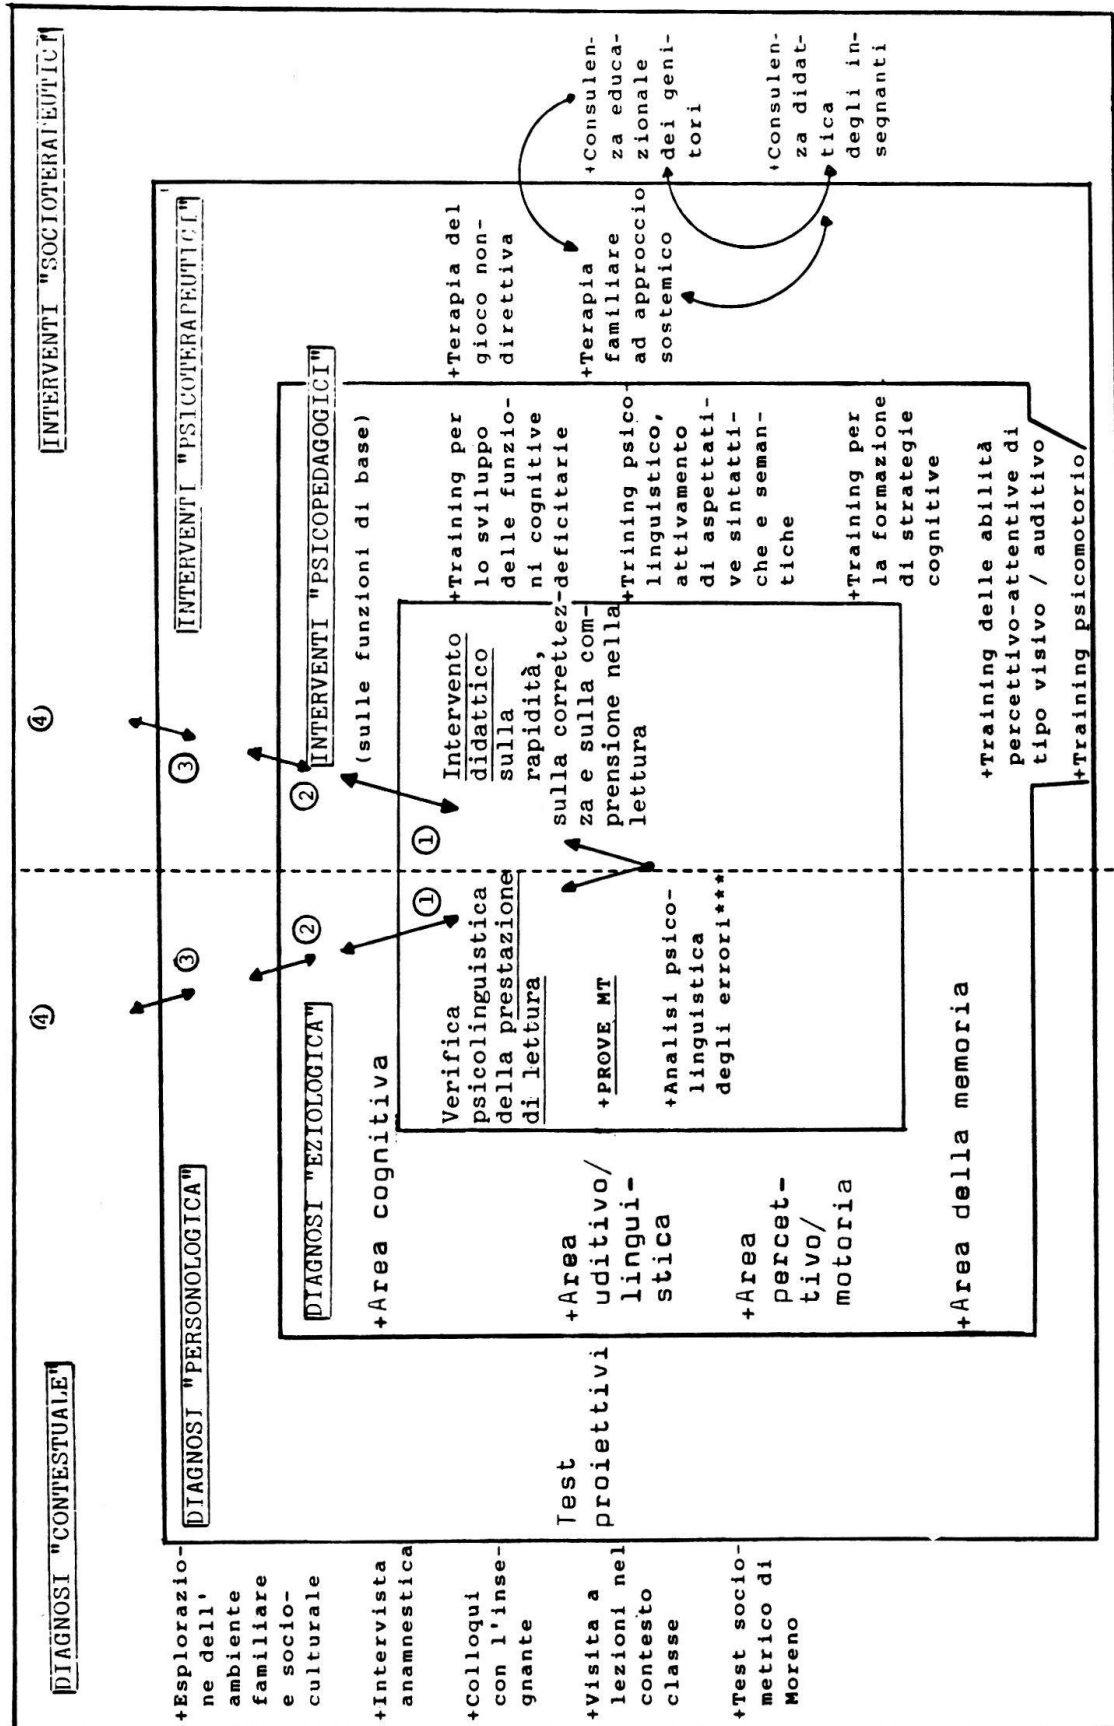 DIAGNOSI "CONTESTUALE"
④
④
INTERVENTI "SOCIOTERAPEUTICI"
+Esplorazio-
ne dell'
ambiente
familiare
e socio-
culturale
+Intervista
anamnestica
+Colloqui
con l'inse-
gnante
+Visita a
lezioni nel
contesto
classe
+Test socio-
metrico di
Moreno
DIAGNOSI "PERSONOLOGICA"
③
③
INTERVENTI "PSICOTERAPEUTICI"
Test
proiettivi
DIAGNOSI "EZIOLOGICA"
②
②
INTERVENTI "PSICOPEDAGOGICI"
(sulle funzioni di base)
+Area cognitiva
+Area
uditivo/
lingui-
stica
+Area
percet-
tivo/
motoria
+Area della memoria
①
①
Verifica
psicolinguistica
della prestazione
di lettura
+PROVE MT
+Analisi psico-
linguistica
degli errori***
Intervento
didattico
sulla
rapidità,
sulla correttez-
za e sulla com-
prensione nella
lettura
+Training per
lo sviluppo
delle funzio-
ni cognitive
deficitarie
+Trining psico-
linguistico,
attivamento
di aspettati-
ve sintatti-
che e seman-
tiche
+Training per
la formazione
di strategie
cognitive
+Training delle abilità
percettivo-attentive di
tipo visivo / auditivo
+Training psicomotorio
+Terapia del
gioco non-
direttiva
+Terapia
familiare
ad approccio
sostemico
+Consulen-
za educa-
zionale
dei geni-
tori
+Consulen-
za didat-
tica
degli in-
segnanti